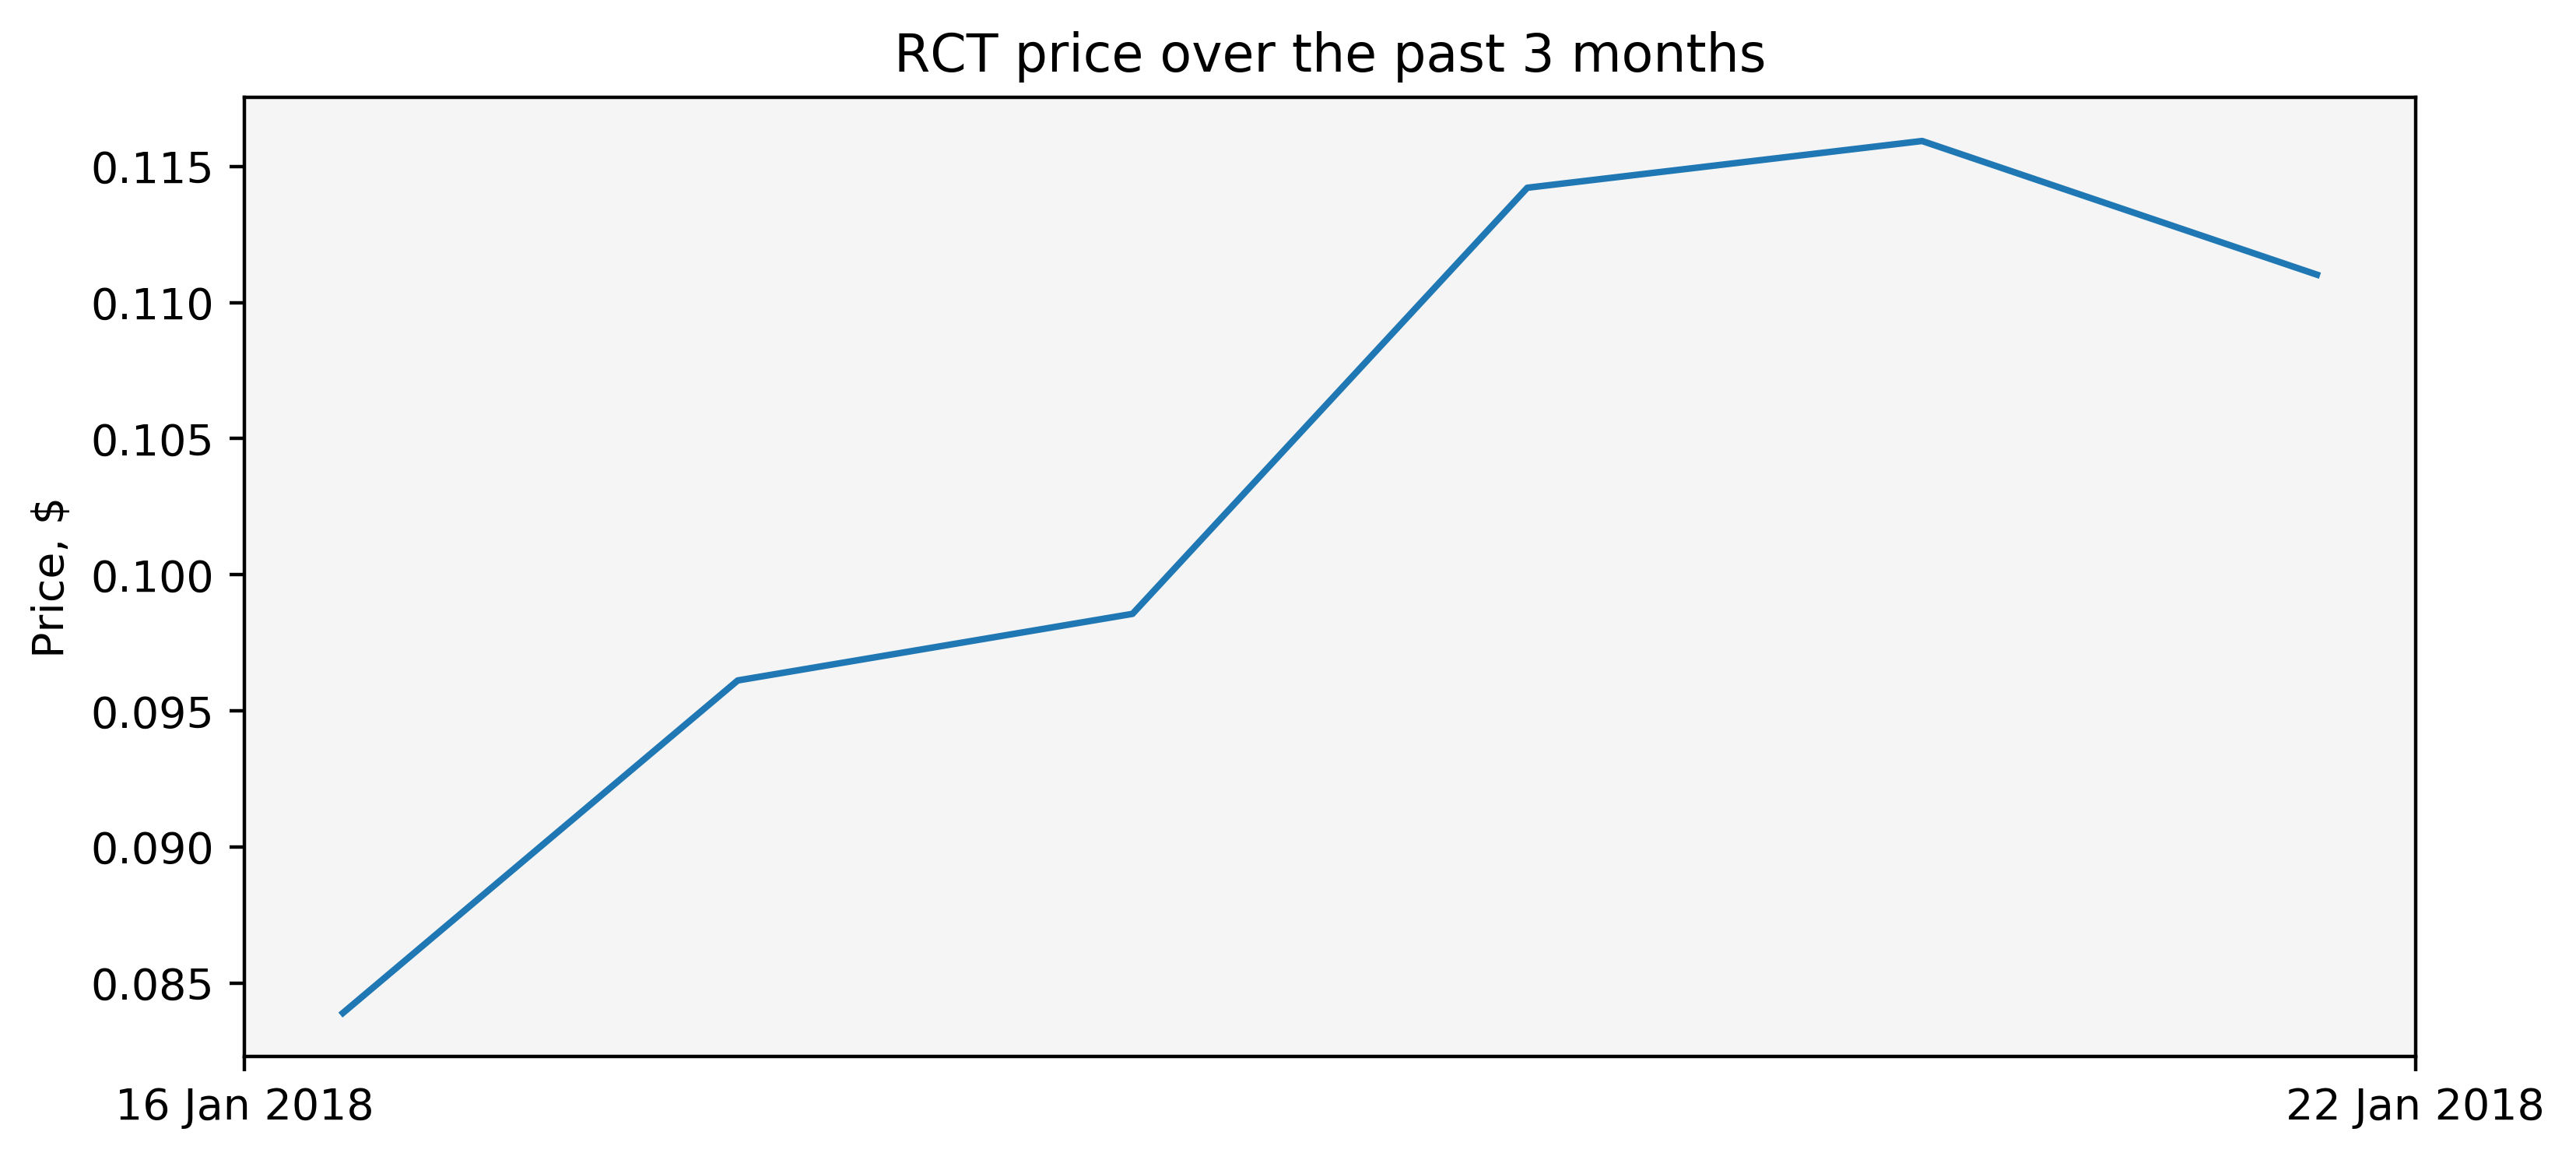 RCT price over the past 3 months
Price, $
0.115
0.110
0.105
0.100
0.095
0.090
0.085
16 Jan 2018
22 Jan 2018